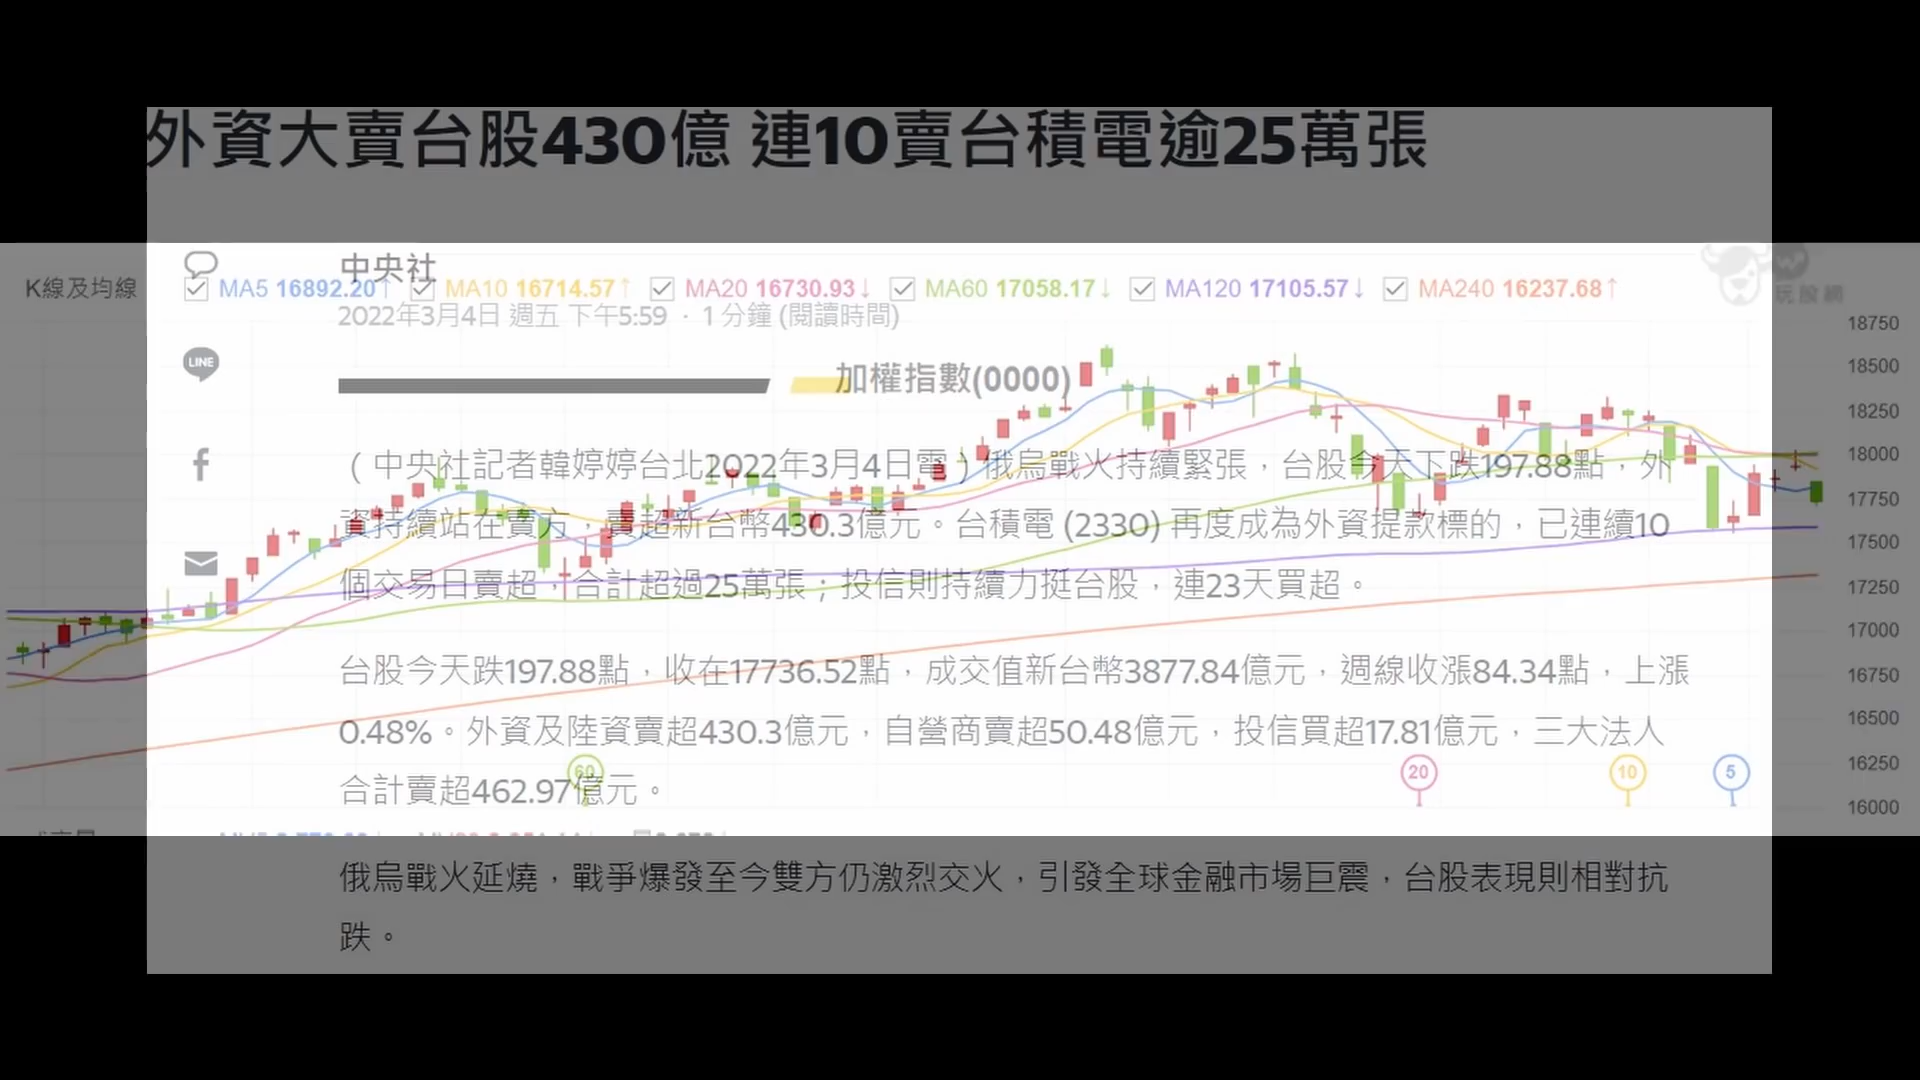 外資大賣台股430億 連10賣台積電逾25萬張
中央社
K線及均線 MA5 16892.20↑ MA10 16714.57↑ MA20 16730.93↓ MA60 17058.17↓ MA120 17105.57↓ MA240 16237.68↑
玩股網
2022年3月4日 週五 下午5:59 · 1 分鐘 (閱讀時間)
18750
LINE
18500
加權指數(0000)
18250
18000
（中央社記者韓婷婷台北2022年3月4日電）俄烏戰火持續緊張，台股今天下跌197.88點，外
17750
資持續站在賣方，賣超新台幣430.3億元。台積電 (2330) 再度成為外資提款標的，已連續10
17500
個交易日賣超，合計超過25萬張；投信則持續力挺台股，連23天買超。
17250
17000
台股今天跌197.88點，收在17736.52點，成交值新台幣3877.84億元，週線收漲84.34點，上漲
16750
16500
0.48%。外資及陸資賣超430.3億元，自營商賣超50.48億元，投信買超17.81億元，三大法人
16250
60 20 10 5
合計賣超462.97億元。
16000
俄烏戰火延燒，戰爭爆發至今雙方仍激烈交火，引發全球金融市場巨震，台股表現則相對抗
跌。